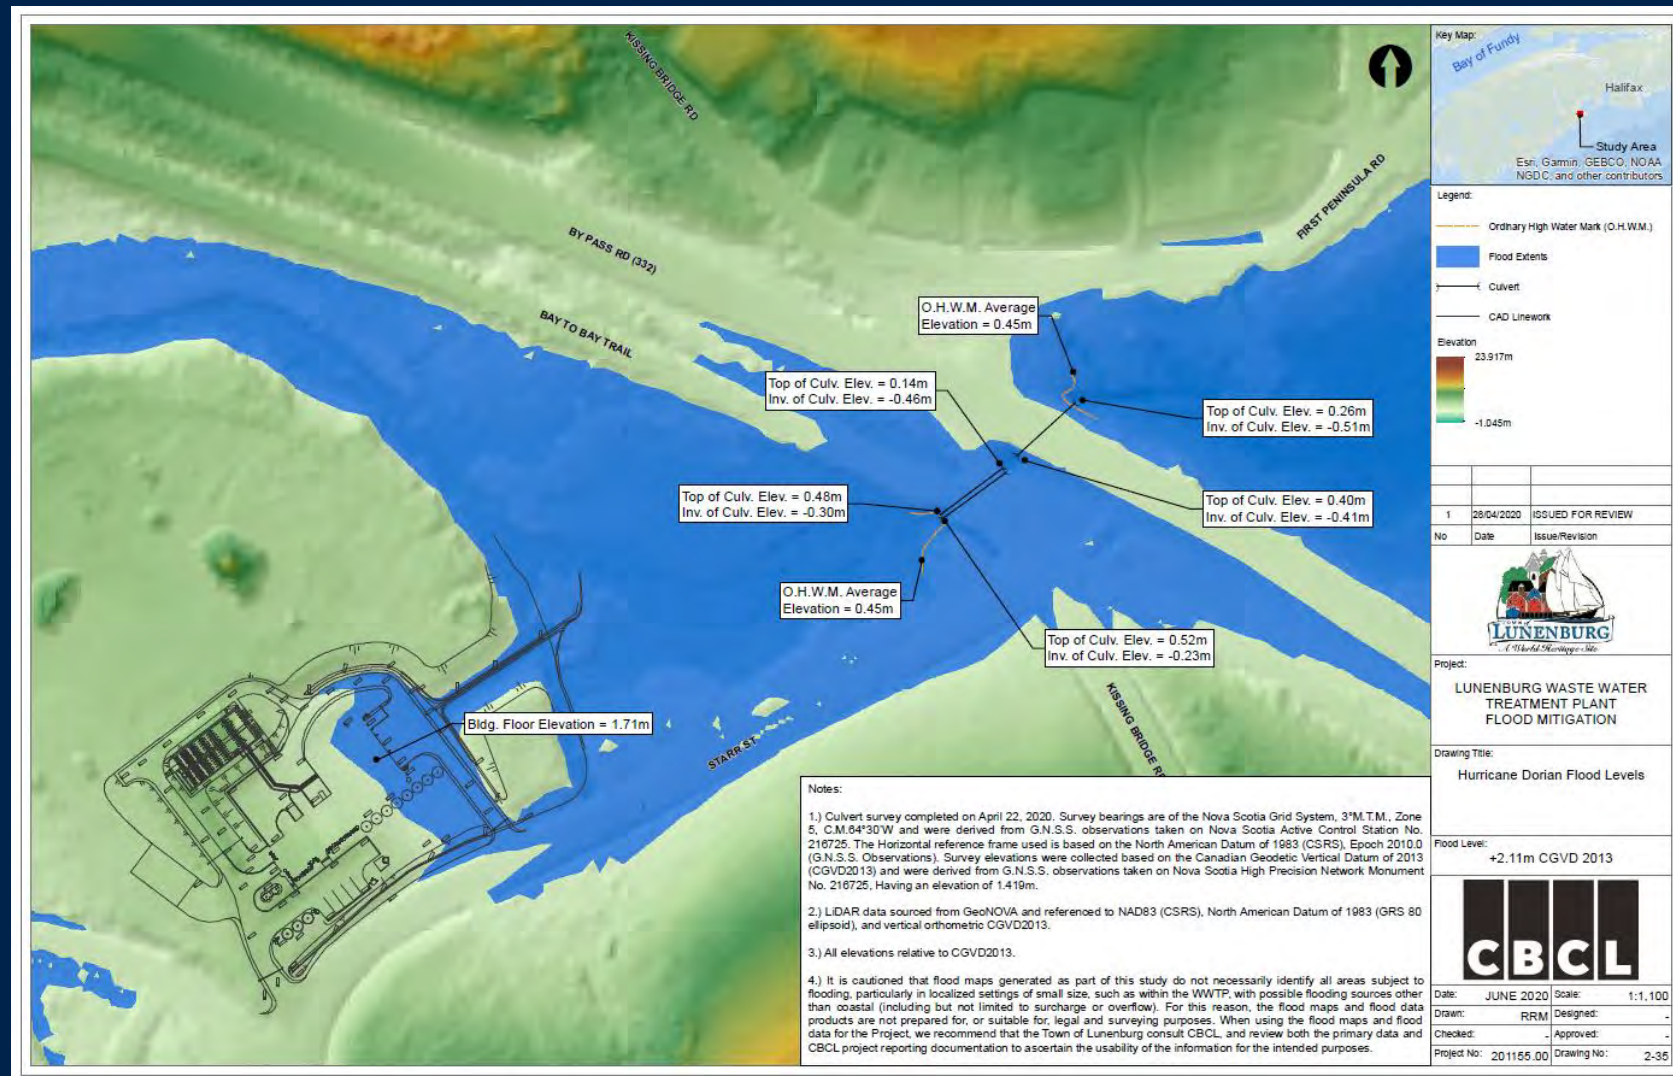 KISSING BRIDGE RD
BY PASS RD (332)
BAY TO BAY TRAIL
FIRST PENINSULA RD
O.H.W.M. Average
Elevation = 0.45m
Top of Culv. Elev. = 0.14m
Inv. of Culv. Elev. = -0.46m
Top of Culv. Elev. = 0.26m
Inv. of Culv. Elev. = -0.51m
Top of Culv. Elev. = 0.48m
Inv. of Culv. Elev. = -0.30m
Top of Culv. Elev. = 0.40m
Inv. of Culv. Elev. = -0.41m
O.H.W.M. Average
Elevation = 0.45m
Top of Culv. Elev. = 0.52m
Inv. of Culv. Elev. = -0.23m
Bldg. Floor Elevation = 1.71m
STARR ST
KISSING BRIDGE RD
Notes:
1.) Culvert survey completed on April 22, 2020. Survey bearings are of the Nova Scotia Grid System, 3°M.T.M., Zone
5, C.M.64°30'W and were derived from G.N.S.S. observations taken on Nova Scotia Active Control Station No.
216725. The Horizontal reference frame used is based on the North American Datum of 1983 (CSRS), Epoch 2010.0
(G.N.S.S. Observations). Survey elevations were collected based on the Canadian Geodetic Vertical Datum of 2013
(CGVD2013) and were derived from G.N.S.S. observations taken on Nova Scotia High Precision Network Monument
No. 216725, Having an elevation of 1.419m.
2.) LiDAR data sourced from GeoNOVA and referenced to NAD83 (CSRS), North American Datum of 1983 (GRS 80
ellipsoid), and vertical orthometric CGVD2013.
3.) All elevations relative to CGVD2013.
4.) It is cautioned that flood maps generated as part of this study do not necessarily identify all areas subject to
flooding, particularly in localized settings of small size, such as within the WWTP, with possible flooding sources other
than coastal (including but not limited to surcharge or overflow). For this reason, the flood maps and flood data
products are not prepared for, or suitable for, legal and surveying purposes. When using the flood maps and flood
data for the Project, we recommend that the Town of Lunenburg consult CBCL, and review both the primary data and
CBCL project reporting documentation to ascertain the usability of the information for the intended purposes.
Key Map:
Bay of Fundy
Halifax
Study Area
Esri, Garmin, GEBCO, NOAA
NGDC, and other contributors
Legend:
Ordinary High Water Mark (O.H.W.M.)
Flood Extents
Culvert
CAD Linework
Elevation
23.917m
-1.045m
1 28/04/2020 ISSUED FOR REVIEW
No Date Issue/Revision
LUNENBURG
A World Heritage Site
Project:
LUNENBURG WASTE WATER
TREATMENT PLANT
FLOOD MITIGATION
Drawing Title:
Hurricane Dorian Flood Levels
Flood Level:
+2.11m CGVD 2013
CBCL
Date: JUNE 2020 Scale: 1:1,100
Drawn: RRM Designed: -
Checked: - Approved: -
Project No: 201155.00 Drawing No: 2-35